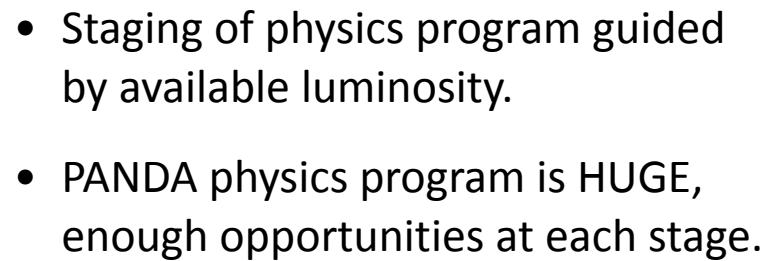 • Staging of physics program guided
by available luminosity.
• PANDA physics program is HUGE,
enough opportunities at each stage.